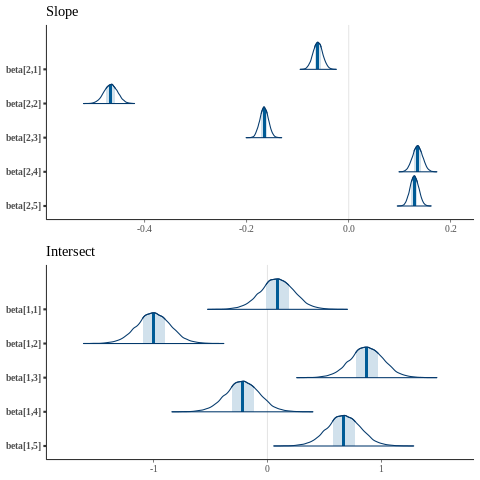 Slope
beta[2,1]
beta[2,2]
beta[2,3]
beta[2,4]
beta[2,5]
-0.4 -0.2 0.0 0.2
Intersect
beta[1,1]
beta[1,2]
beta[1,3]
beta[1,4]
beta[1,5]
-1 0 1